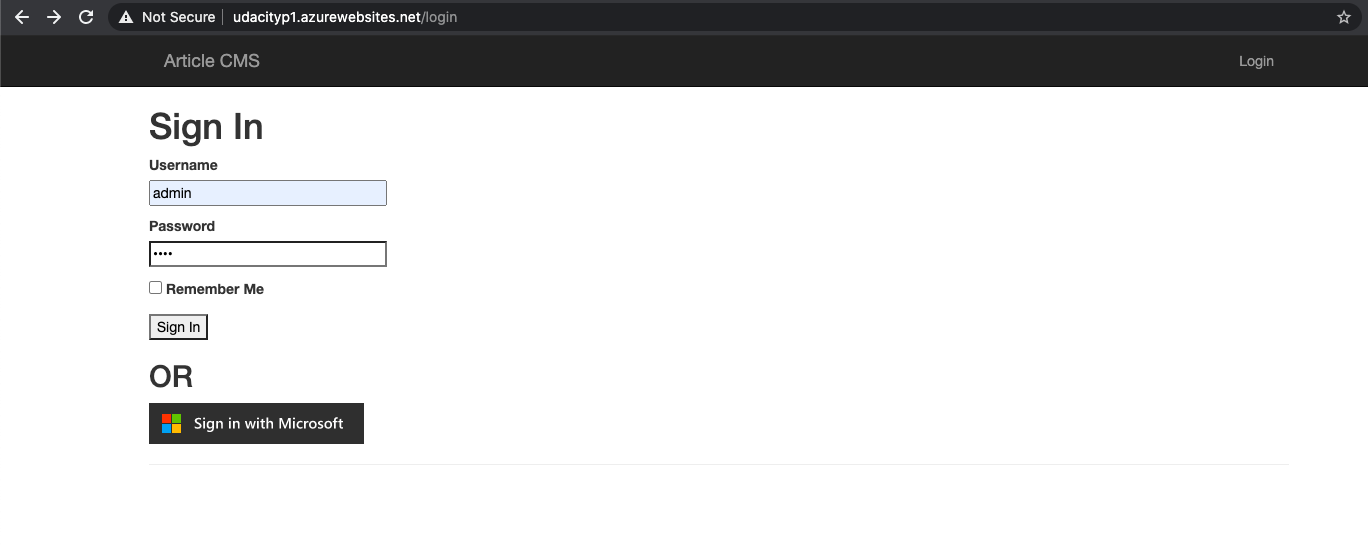 Not Secure udacityp1.azurewebsites.net/login
Article CMS Login
Sign In
Username
admin
Password
••••
Remember Me
Sign In
OR
Sign in with Microsoft